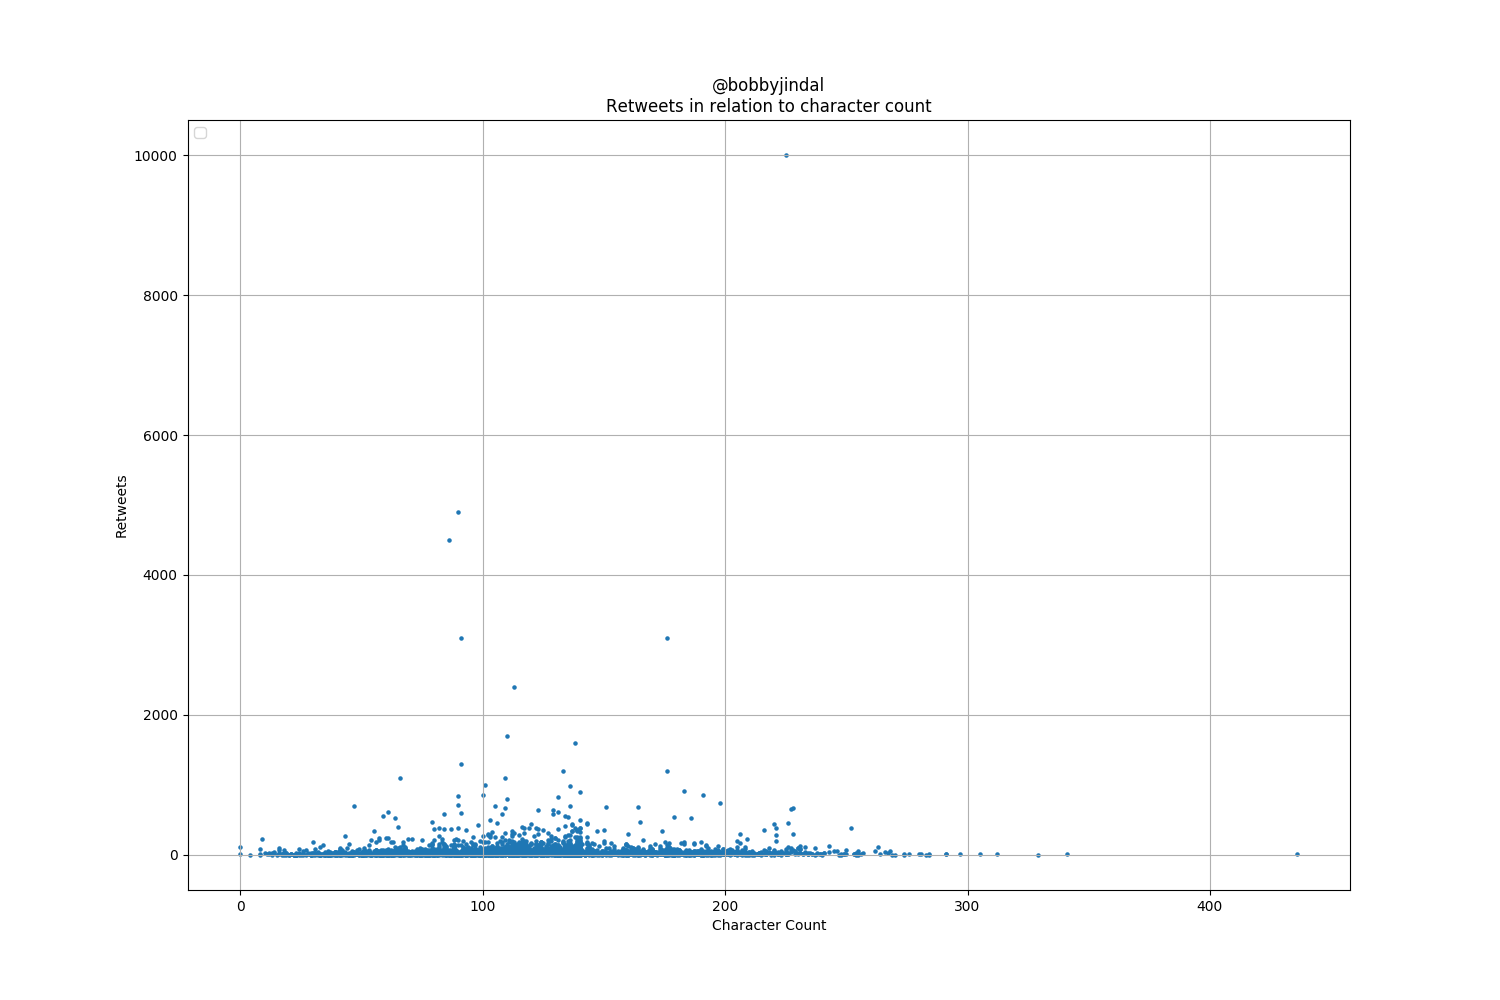 @bobbyjindal
Retweets in relation to character count
10000
8000
6000
4000
2000
0
Retweets
0 100 200 300 400
Character Count